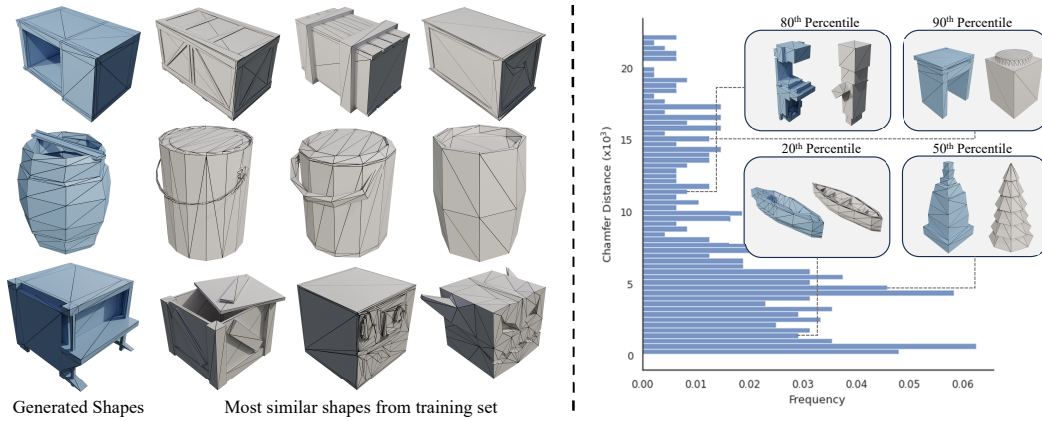 Generated Shapes
Most similar shapes from training set
80th Percentile
90th Percentile
20th Percentile
50th Percentile
Chamfer Distance (x10³)
20
15
10
5
0
0.00 0.01 0.02 0.03 0.04 0.05 0.06
Frequency